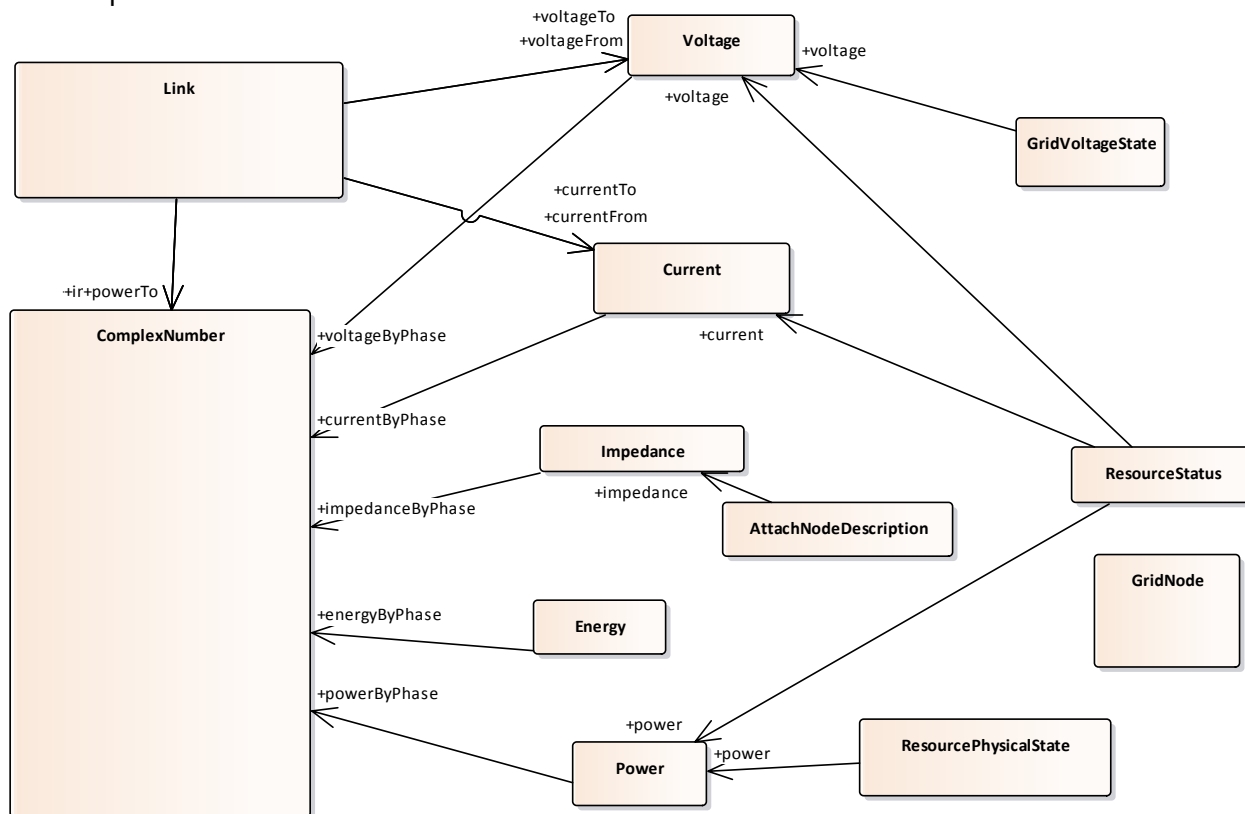 +voltageTo
+voltageFrom
Voltage
+voltage
Link
+voltage
GridVoltageState
+currentTo
+currentFrom
Current
+ir+powerTo
ComplexNumber
+voltageByPhase
+current
+currentByPhase
Impedance
ResourceStatus
+impedance
+impedanceByPhase
AttachNodeDescription
GridNode
+energyByPhase
Energy
+powerByPhase
+power
+power
ResourcePhysicalState
Power